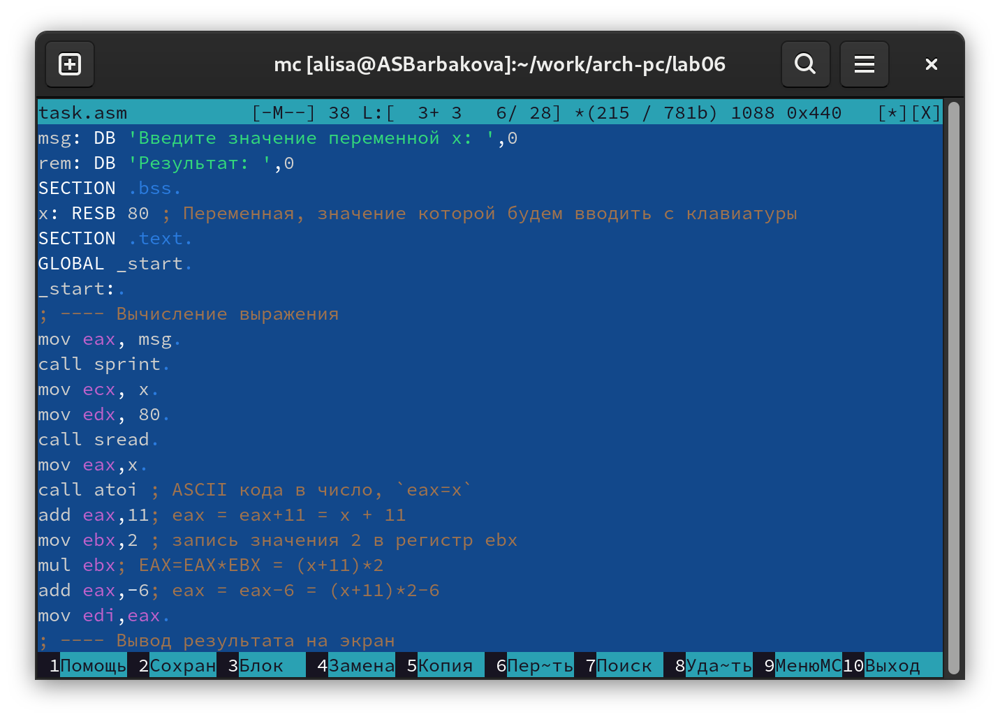 mc [alisa@ASBarbakova]:~/work/arch-pc/lab06
task.asm [-M--] 38 L:[ 3+ 3 6/ 28] *(215 / 781b) 1088 0x440 [*][X]
msg: DB 'Введите значение переменной x: ',0
rem: DB 'Результат: ',0
SECTION .bss.
x: RESB 80 ; Переменная, значение которой будем вводить с клавиатуры
SECTION .text.
GLOBAL _start.
_start:.
; ---- Вычисление выражения
mov eax, msg.
call sprint.
mov ecx, x.
mov edx, 80.
call sread.
mov eax,x.
call atoi ; ASCII кода в число, `eax=x`
add eax,11; eax = eax+11 = x + 11
mov ebx,2 ; запись значения 2 в регистр ebx
mul ebx; EAX=EAX*EBX = (x+11)*2
add eax,-6; eax = eax-6 = (x+11)*2-6
mov edi,eax.
; ---- Вывод результата на экран
1Помощь 2Сохран 3Блок 4Замена 5Копия 6Пер~ть 7Поиск 8Уда~ть 9МенюMC 10Выход